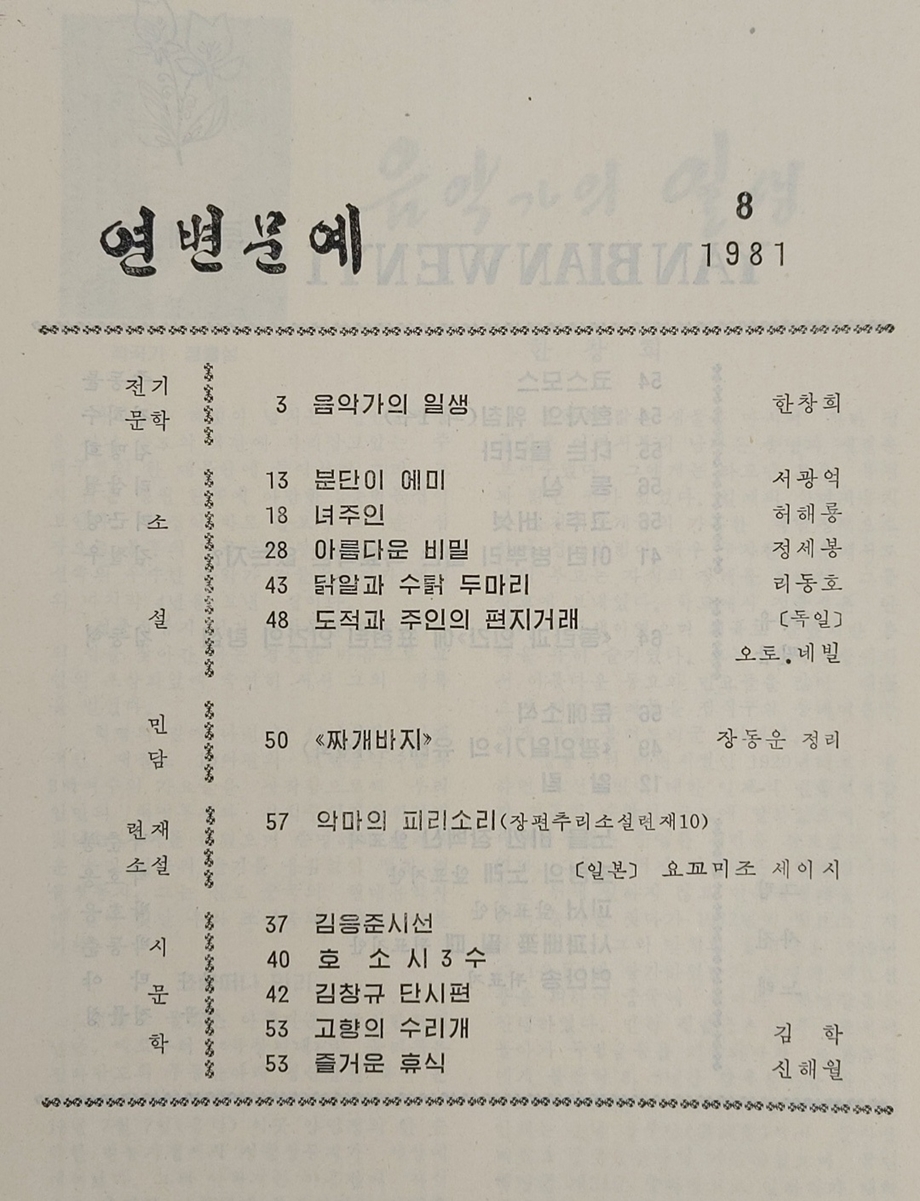 연변문예
8
1981
전기
문학
3 음악가의 일생 한창희
소
설
13 분단이 에미 서광억
18 녀주인 허해룡
28 아름다운 비밀 정세봉
43 닭알과 수탉 두마리 리동호
48 도적과 주인의 편지거래 〔독일〕
오토.네빌
민
담
50 《짜개바지》 장동운 정리
련재
소설
57 악마의 피리소리(장편추리소설련재10)
〔일본〕 요꼬미조 세이시
시
문
학
37 김응준시선
40 호 소 시 3 수
42 김창규 단시편
53 고향의 수리개 김 학
53 즐거운 휴식 신해월